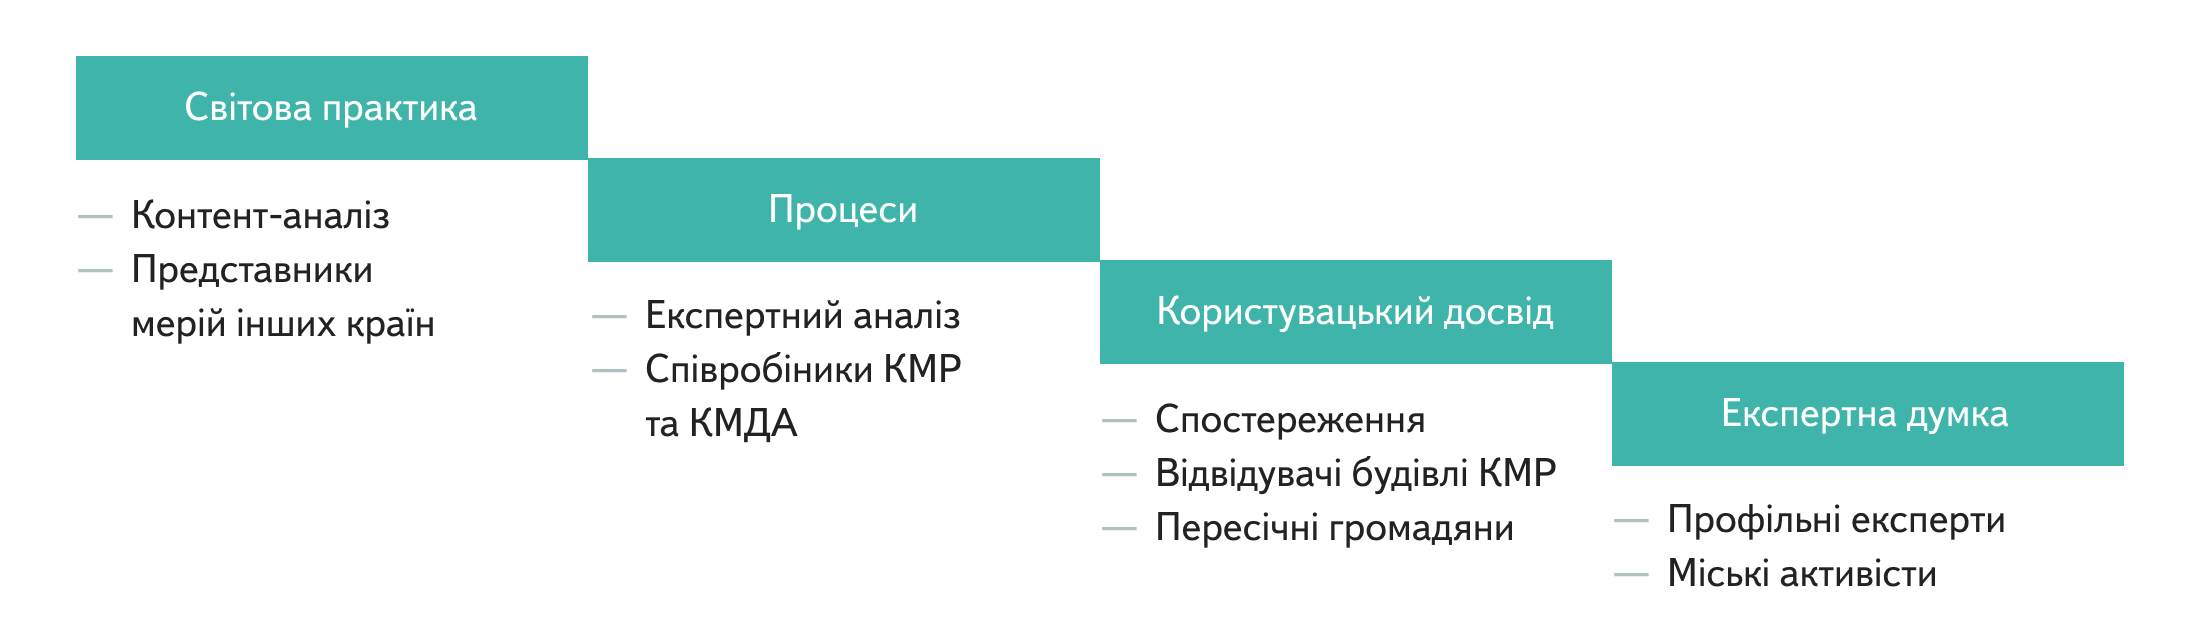 Світова практика
— Контент-аналіз
— Представники
мерій інших країн
Процеси
— Експертний аналіз
— Співробіники КМР
та КМДА
Користувацький досвід
— Спостереження
— Відвідувачі будівлі КМР
— Пересічні громадяни
Експертна думка
— Профільні експерти
— Міські активісти